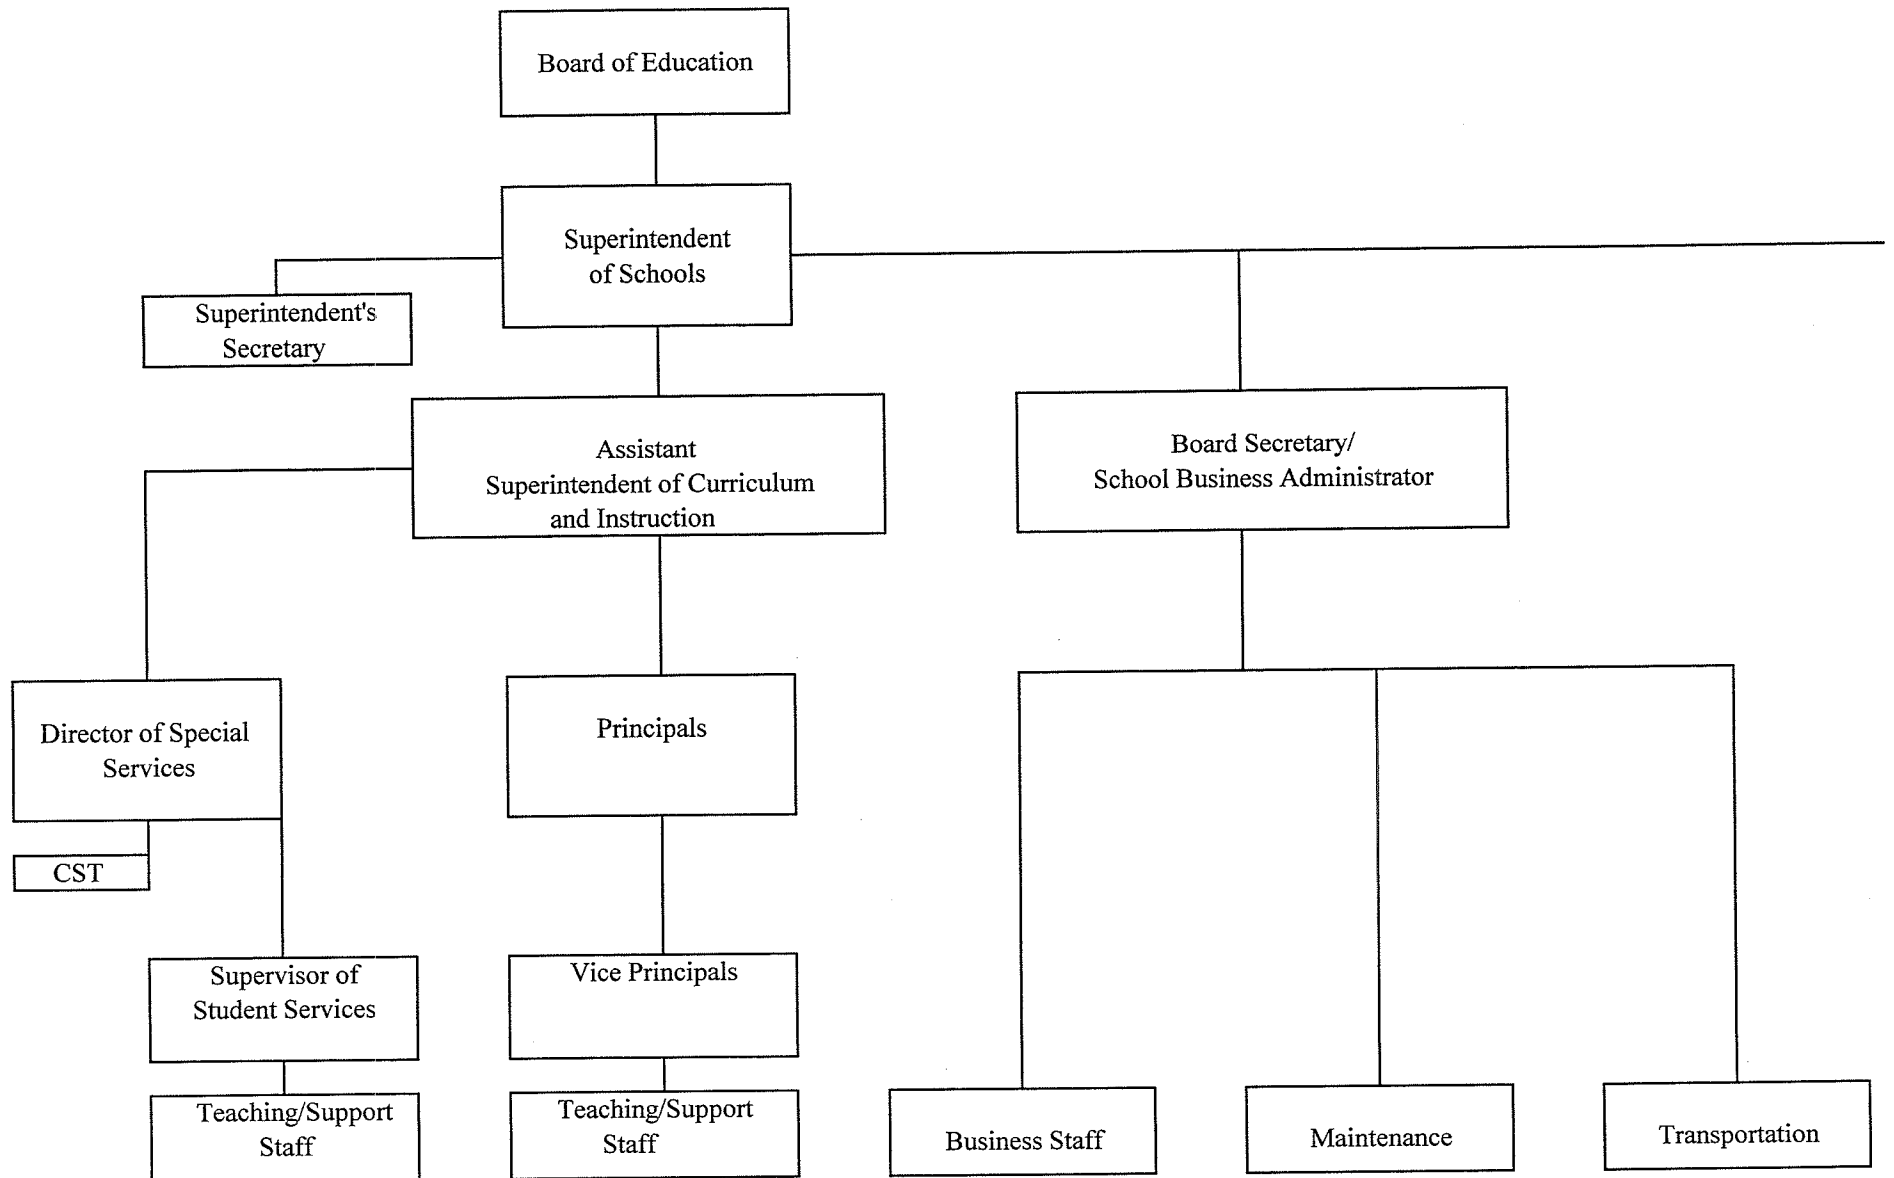 Board of Education
Superintendent
of Schools
Superintendent's
Secretary
Assistant
Superintendent of Curriculum
and Instruction
Board Secretary/
School Business Administrator
Director of Special
Services
Principals
CST
Supervisor of
Student Services
Vice Principals
Teaching/Support
Staff
Teaching/Support
Staff
Business Staff
Maintenance
Transportation